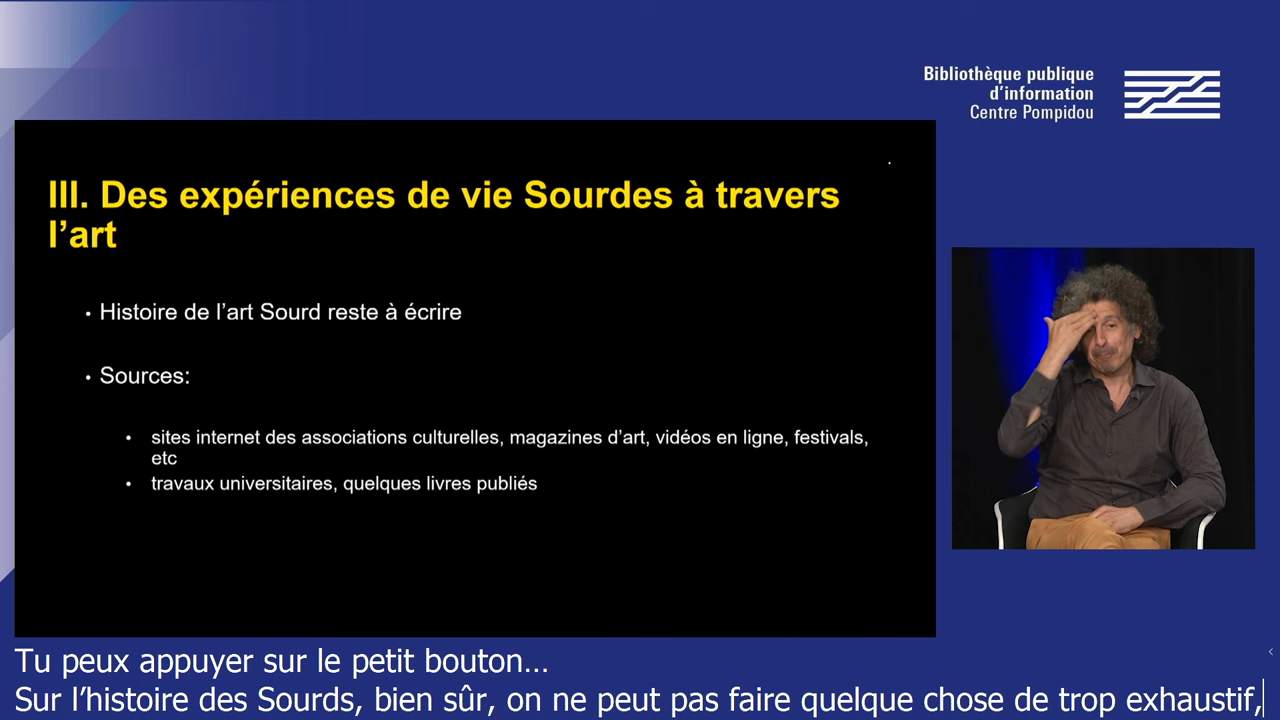 Bibliothèque publique
d'information
Centre Pompidou
III. Des expériences de vie Sourdes à travers
l'art
• Histoire de l'art Sourd reste à écrire
• Sources:
• sites internet des associations culturelles, magazines d'art, vidéos en ligne, festivals,
etc
• travaux universitaires, quelques livres publiés
Tu peux appuyer sur le petit bouton…
Sur l'histoire des Sourds, bien sûr, on ne peut pas faire quelque chose de trop exhaustif,